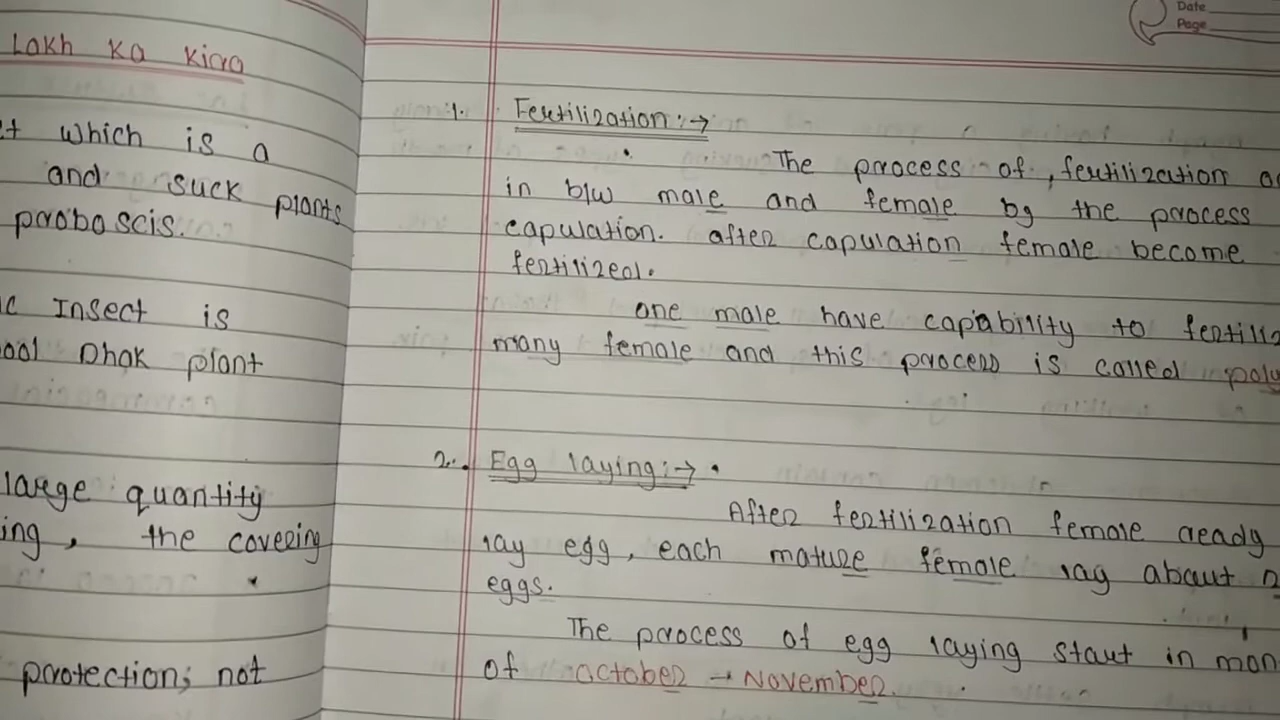 Lakh ka kira
which is a
and suck plants
paroboscis.
Insect is
Dhak plant
large quantity
ing, the covering
protection; not
Date
Page
1. Fertilization:→
The process of, fertilization
in b/w male and female by the process
capulation. after capulation female become
fertilized.
one male have capability to
many female and this process is called
2. Egg laying:→
After fertilization female ready
lay egg, each mature female lay about
eggs.
The process of egg laying start in
of october → November.